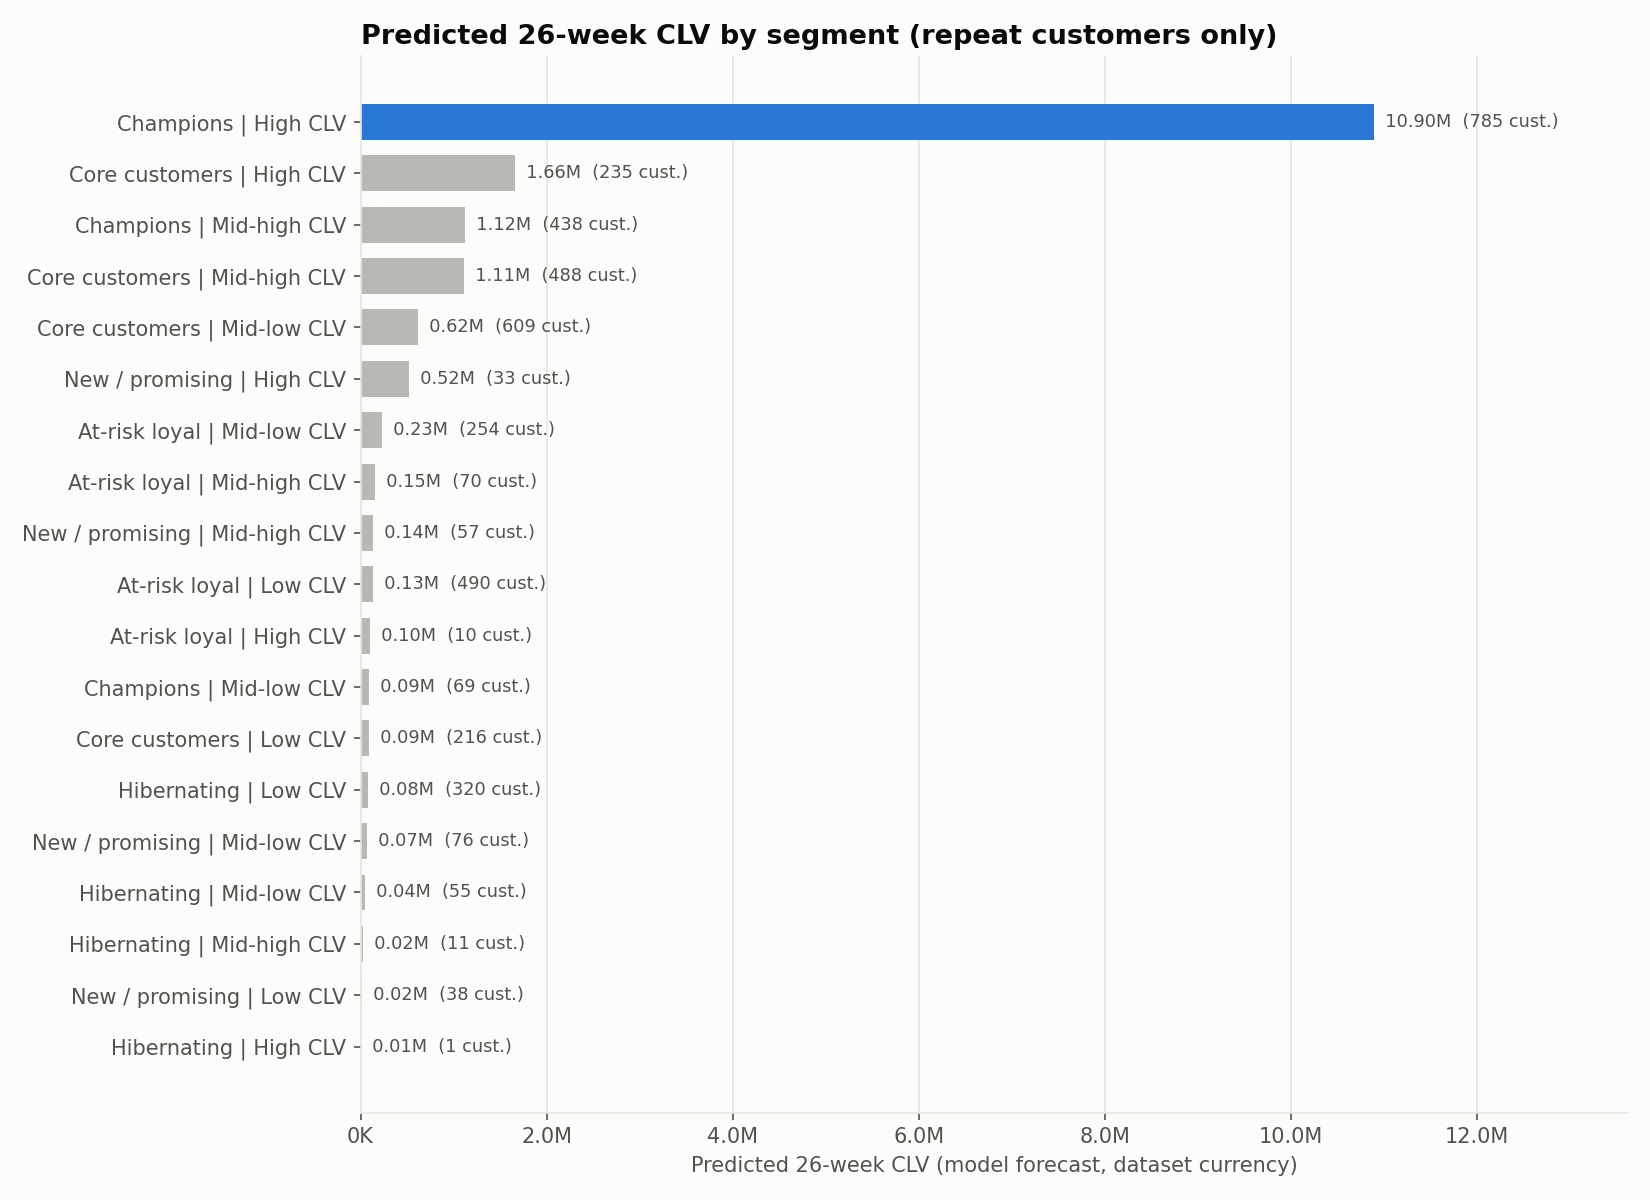 Predicted 26-week CLV by segment (repeat customers only)
Champions | High CLV 10.90M (785 cust.)
Core customers | High CLV 1.66M (235 cust.)
Champions | Mid-high CLV 1.12M (438 cust.)
Core customers | Mid-high CLV 1.11M (488 cust.)
Core customers | Mid-low CLV 0.62M (609 cust.)
New / promising | High CLV 0.52M (33 cust.)
At-risk loyal | Mid-low CLV 0.23M (254 cust.)
At-risk loyal | Mid-high CLV 0.15M (70 cust.)
New / promising | Mid-high CLV 0.14M (57 cust.)
At-risk loyal | Low CLV 0.13M (490 cust.)
At-risk loyal | High CLV 0.10M (10 cust.)
Champions | Mid-low CLV 0.09M (69 cust.)
Core customers | Low CLV 0.09M (216 cust.)
Hibernating | Low CLV 0.08M (320 cust.)
New / promising | Mid-low CLV 0.07M (76 cust.)
Hibernating | Mid-low CLV 0.04M (55 cust.)
Hibernating | Mid-high CLV 0.02M (11 cust.)
New / promising | Low CLV 0.02M (38 cust.)
Hibernating | High CLV 0.01M (1 cust.)
0K 2.0M 4.0M 6.0M 8.0M 10.0M 12.0M
Predicted 26-week CLV (model forecast, dataset currency)